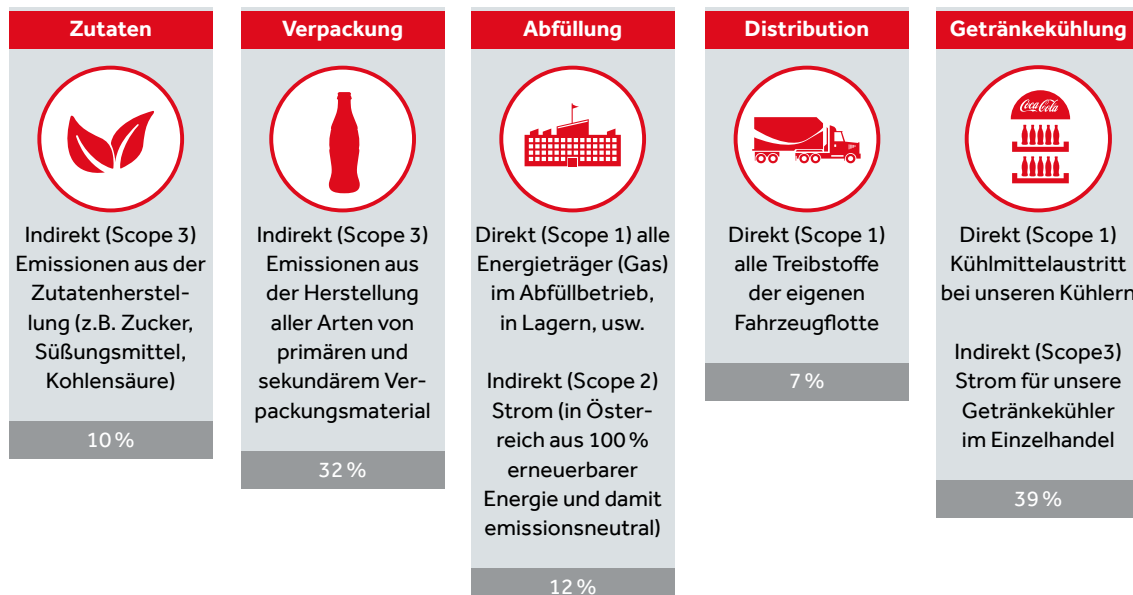 Zutaten
Indirekt (Scope 3)
Emissionen aus der
Zutatenherstel-
lung (z.B. Zucker,
Süßungsmittel,
Kohlensäure)
10 %
Verpackung
Indirekt (Scope 3)
Emissionen aus
der Herstellung
aller Arten von
primären und
sekundärem Ver-
packungsmaterial
32 %
Abfüllung
Direkt (Scope 1) alle
Energieträger (Gas)
im Abfüllbetrieb,
in Lagern, usw.
Indirekt (Scope 2)
Strom (in Öster-
reich aus 100 %
erneuerbarer
Energie und damit
emissionsneutral)
12 %
Distribution
Direkt (Scope 1)
alle Treibstoffe
der eigenen
Fahrzeugflotte
7 %
Getränkekühlung
Coca-Cola
Direkt (Scope 1)
Kühlmittelaustritt
bei unseren Kühlern
Indirekt (Scope3)
Strom für unsere
Getränkekühler
im Einzelhandel
39 %